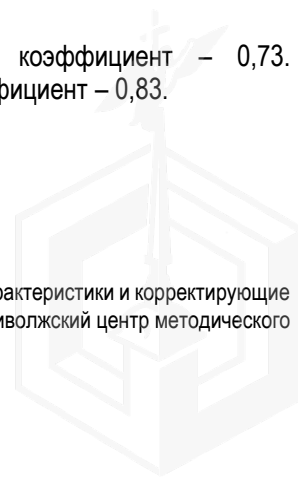 коэффициент – 0,73.
фициент – 0,83.
рактеристики и корректирующие
иволжский центр методического